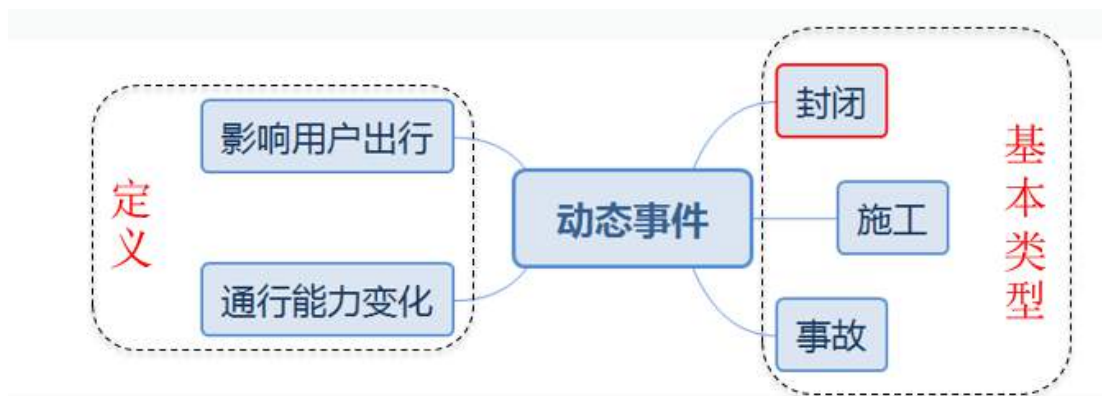 定义
影响用户出行
通行能力变化
动态事件
封闭
施工
事故
基本类型